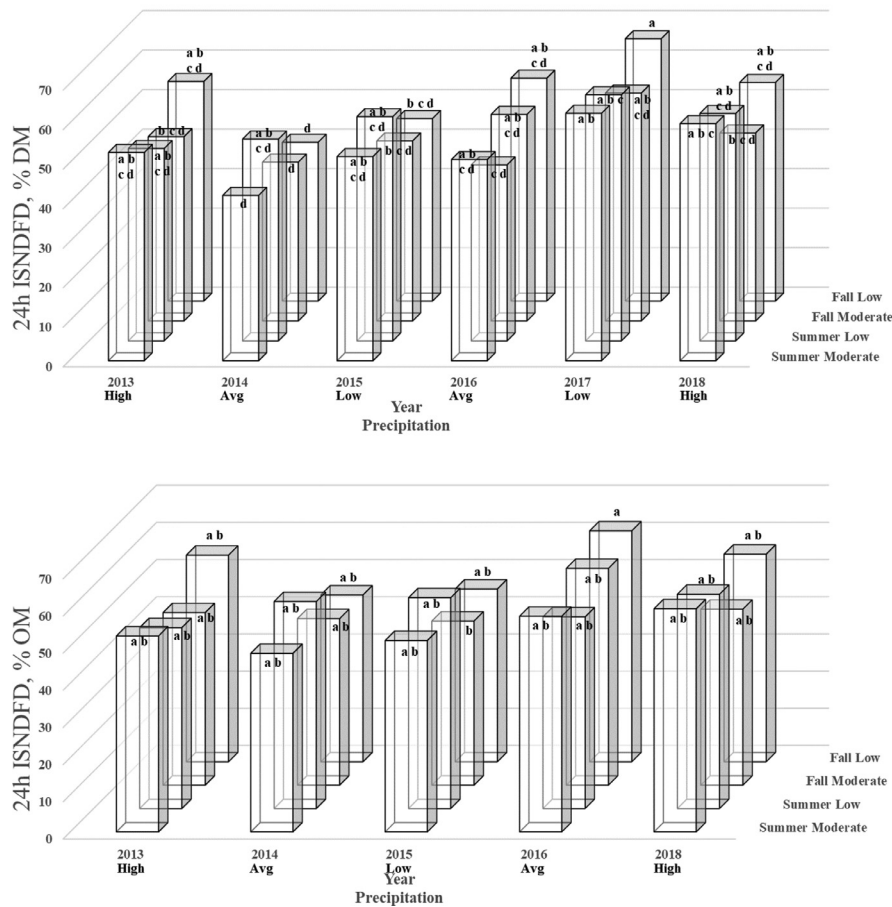 24h ISNDFD, % DM
70
60
50
40
30
20
10
0
a b
c d
b c d
a b
c d
a b
c d
a b
c d
d
d
d
a b
c d
b c d
b c d
a b
c d
a b
c d
a b
c d
c d
a b
c d
a
a b c
a b
c d
a b
a b
c d
a b
c d
b c d
a b c
Fall Low
Fall Moderate
Summer Low
Summer Moderate
2013 2014 2015 2016 2017 2018
High Avg Low Avg Low High
Year
Precipitation
24h ISNDFD, % OM
70
60
50
40
30
20
10
0
a b
a b
a b
a b
a b
a b
a b
a b
a b
a b
b
a b
a
a b
a b
a b
a b
a b
a b
a b
Fall Low
Fall Moderate
Summer Low
Summer Moderate
2013 2014 2015 2016 2018
High Avg Low Avg High
Year
Precipitation